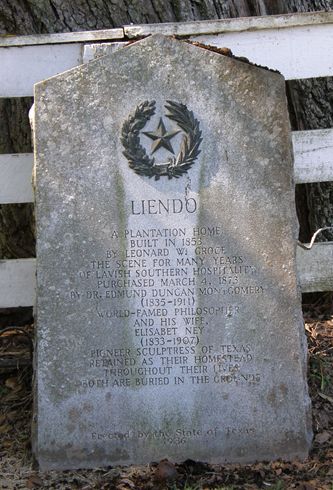 LIENDO
A PLANTATION HOME
BUILT IN 1853
BY LEONARD W. GROCE
THE SCENE FOR MANY YEARS
OF LAVISH SOUTHERN HOSPITALITY
PURCHASED MARCH 4, 1873
BY DR. EDMUND DUNCAN MONTGOMERY
(1835-1911)
WORLD-FAMED PHILOSOPHER
AND HIS WIFE,
ELISABET NEY
(1833-1907)
PIONEER SCULPTRESS OF TEXAS
RETAINED AS THEIR HOMESTEAD
THROUGHOUT THEIR LIVES
BOTH ARE BURIED IN THE GROUNDS
Erected by the State of Texas
1936